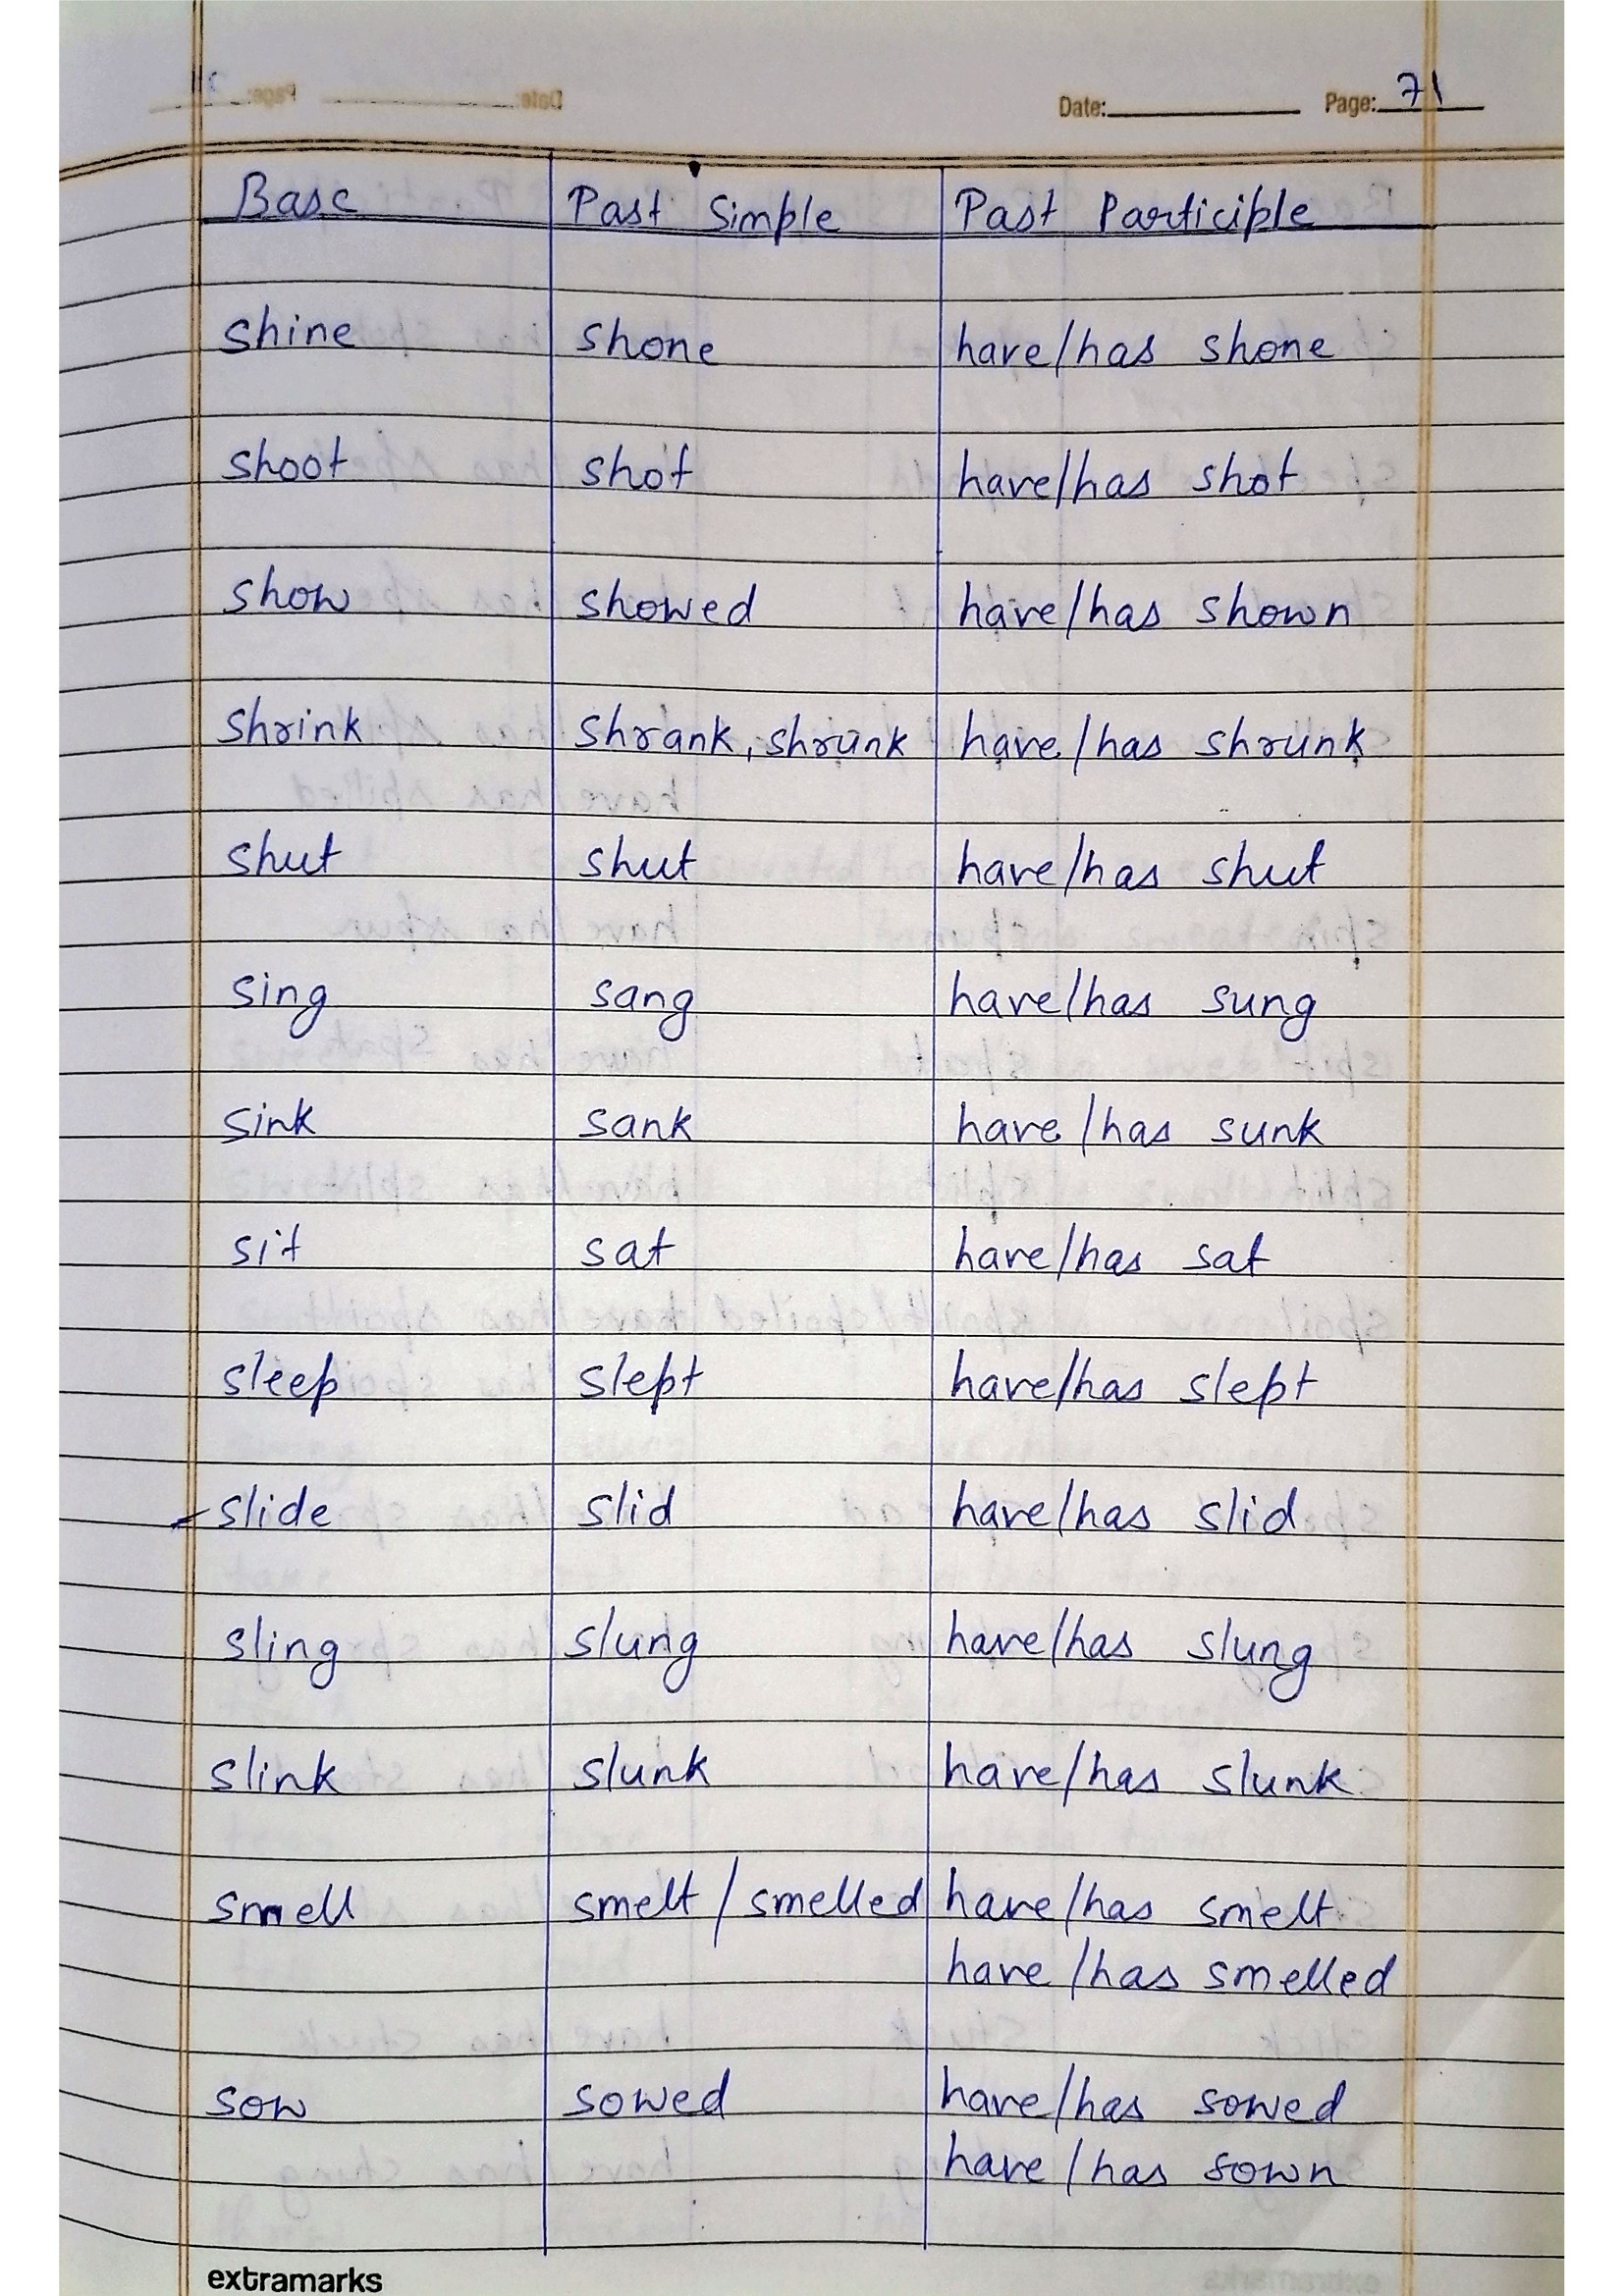 Date: Page: 71
Base Past Simple Past Participle
shine shone have/has shone
shoot shot have/has shot
show showed have/has shown
shrink shrank, shrunk have/has shrunk
shut shut have/has shut
sing sang have/has sung
sink sank have/has sunk
sit sat have/has sat
sleep slept have/has slept
slide slid have/has slid
sling slung have/has slung
slink slunk have/has slunk
smell smelt / smelled have/has smelt
have/has smelled
sow sowed have/has sowed
have/has sown
extramarks